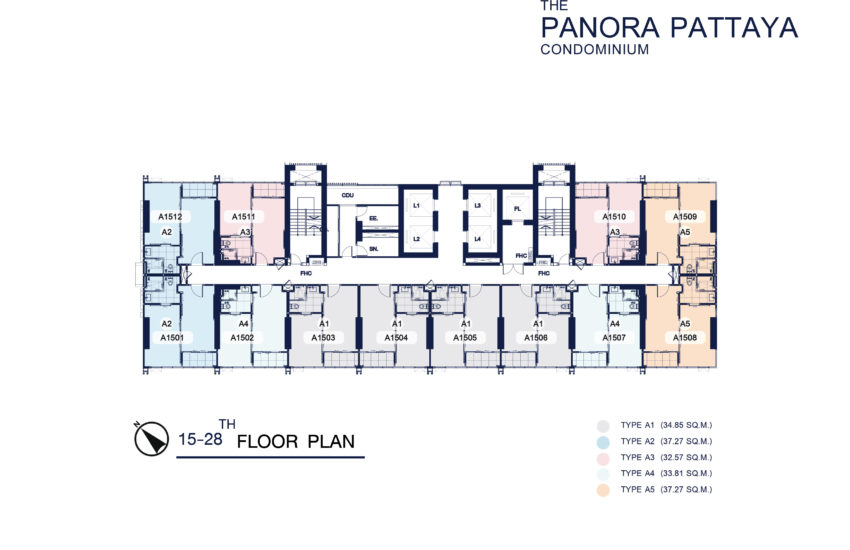 THE
PANORA PATTAYA
CONDOMINIUM
CDU
A1512
A2
A1511
A3
EE.
SN.
L1
L2
L3
L4
FL
FHC
A1510
A3
A1509
A5
FHC
FHC
A2
A1501
A4
A1502
A1
A1503
A1
A1504
A1
A1505
A1
A1506
A4
A1507
A5
A1508
N
15-28TH FLOOR PLAN
TYPE A1 (34.85 SQ.M.)
TYPE A2 (37.27 SQ.M.)
TYPE A3 (32.57 SQ.M.)
TYPE A4 (33.81 SQ.M.)
TYPE A5 (37.27 SQ.M.)